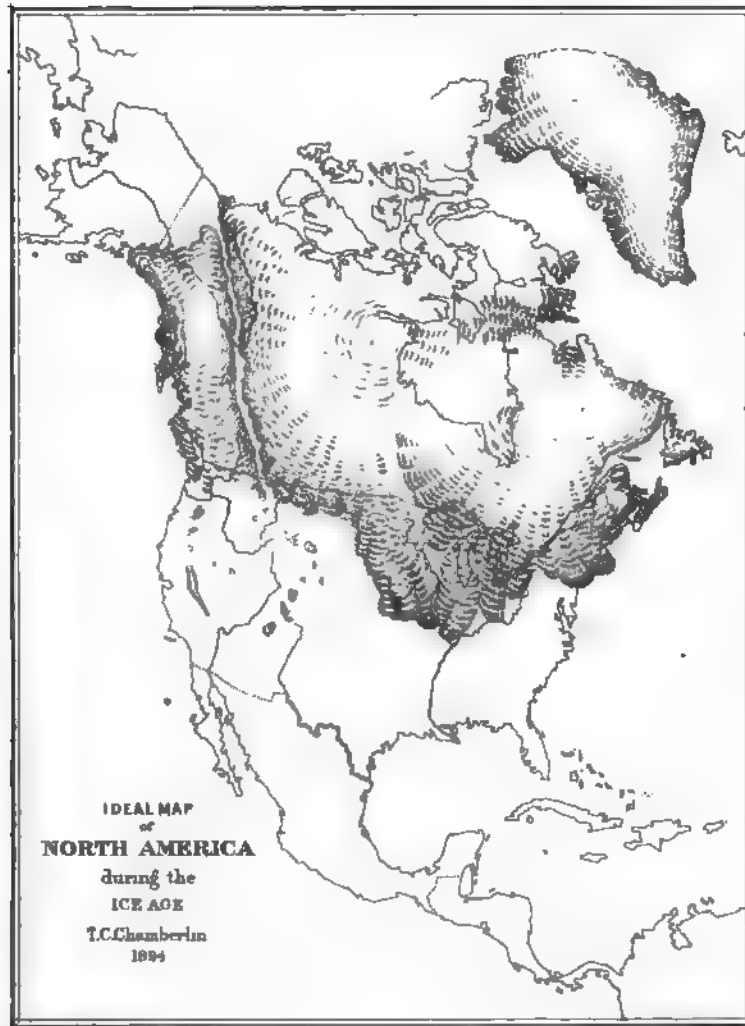 IDEAL MAP
of
NORTH AMERICA
during the
ICE AGE
T.C.Chamberlin
1894